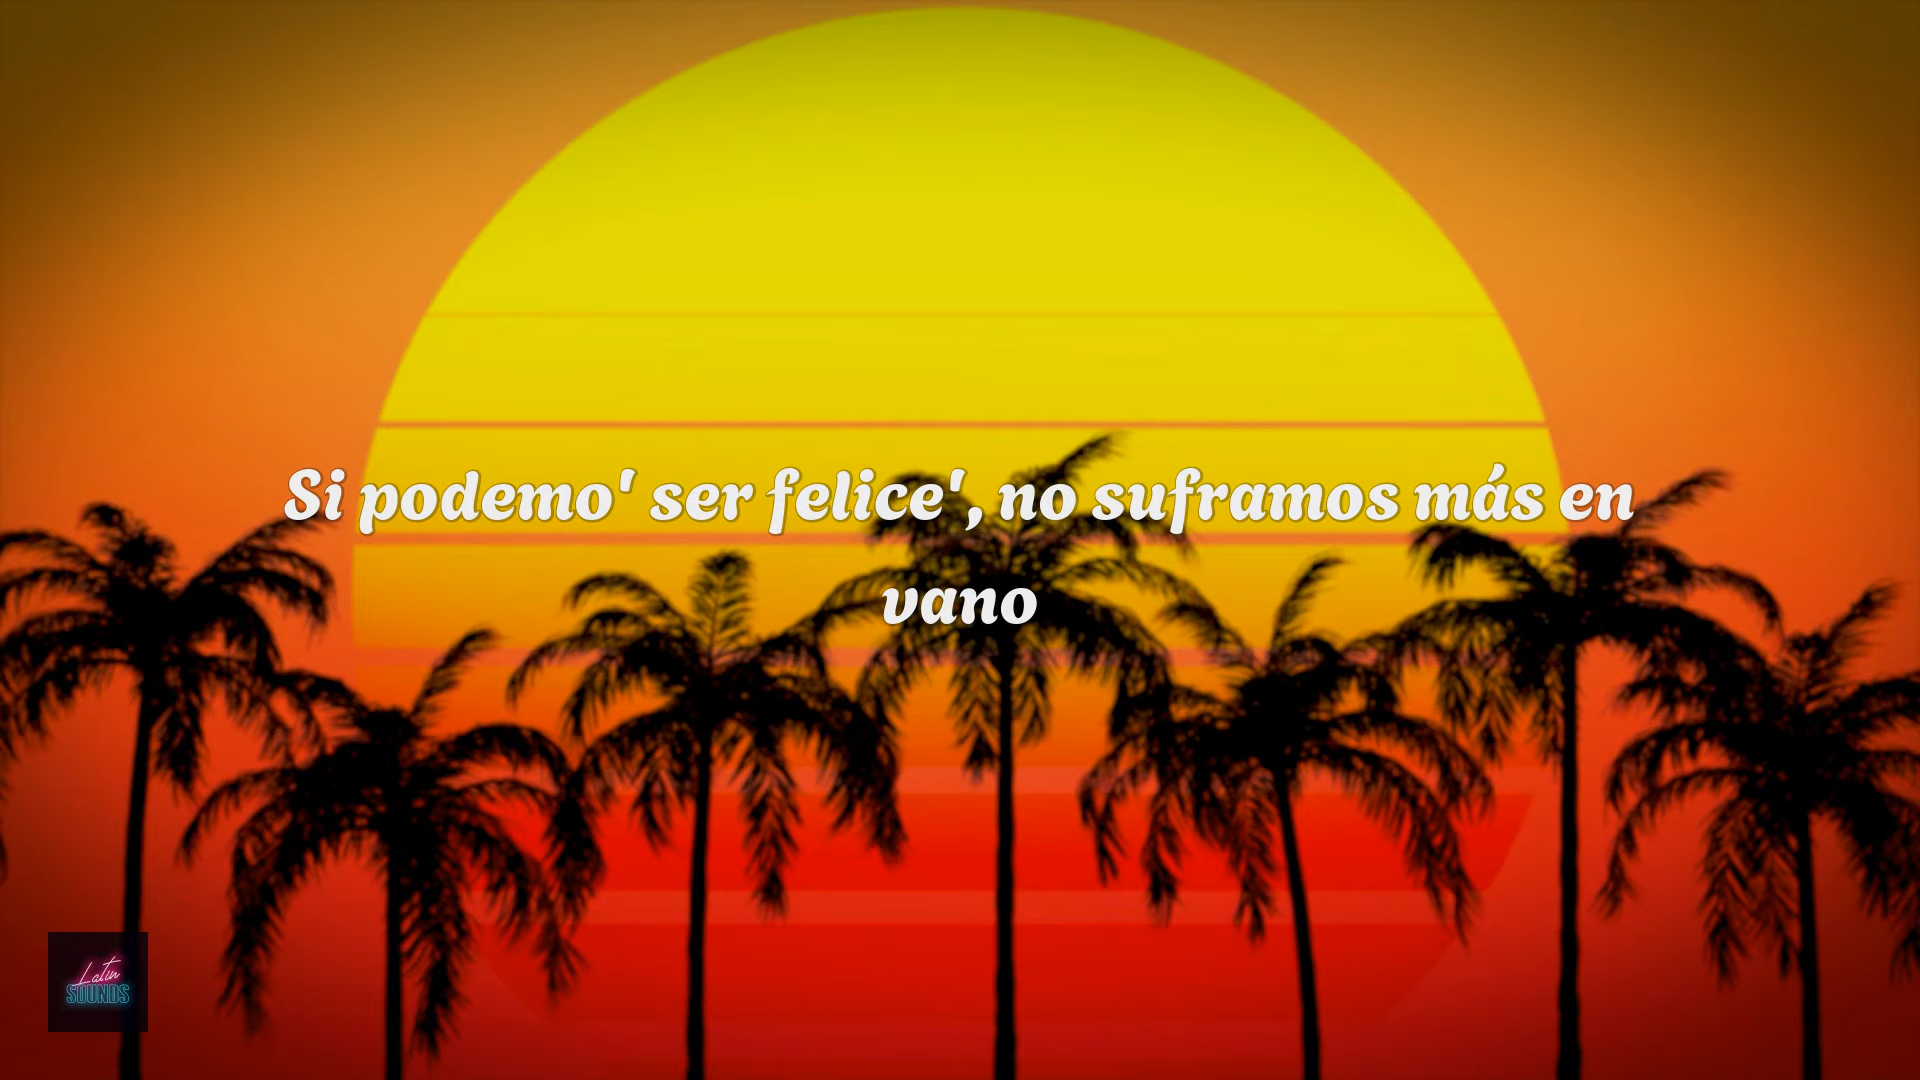 Si podemo' ser felice', no suframos más en
vano
Latin
SOUNDS